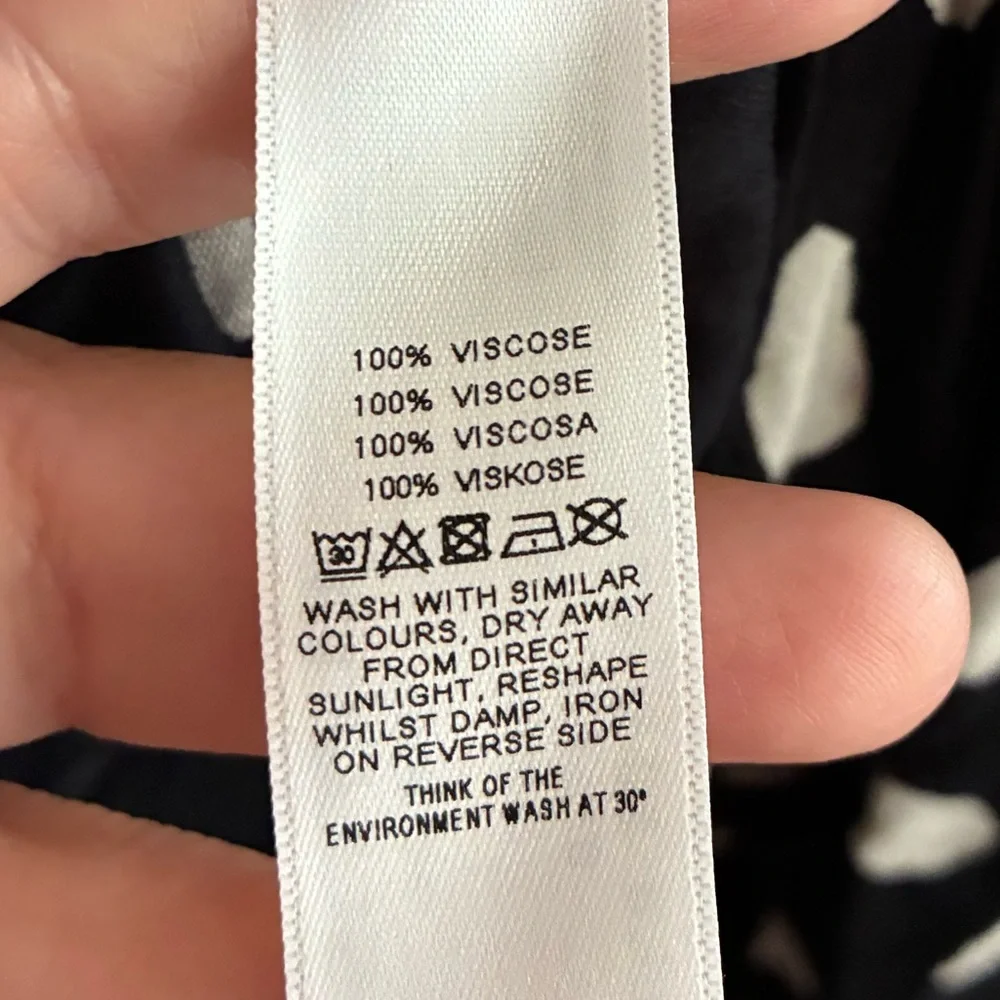 100% VISCOSE
100% VISCOSE
100% VISCOSA
100% VISKOSE
30
WASH WITH SIMILAR
COLOURS, DRY AWAY
FROM DIRECT
SUNLIGHT, RESHAPE
WHILST DAMP, IRON
ON REVERSE SIDE
THINK OF THE
ENVIRONMENT WASH AT 30°